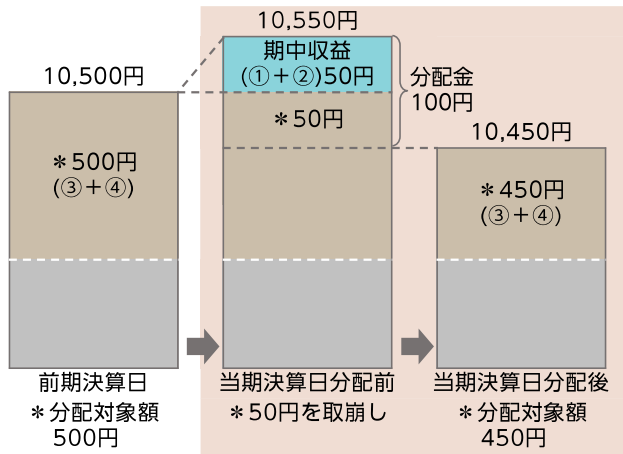 10,500円
＊500円
(③＋④)
前期決算日
＊分配対象額
500円
10,550円
期中収益
(①＋②)50円
＊50円
分配金
100円
当期決算日分配前
＊50円を取崩し
10,450円
＊450円
(③＋④)
当期決算日分配後
＊分配対象額
450円